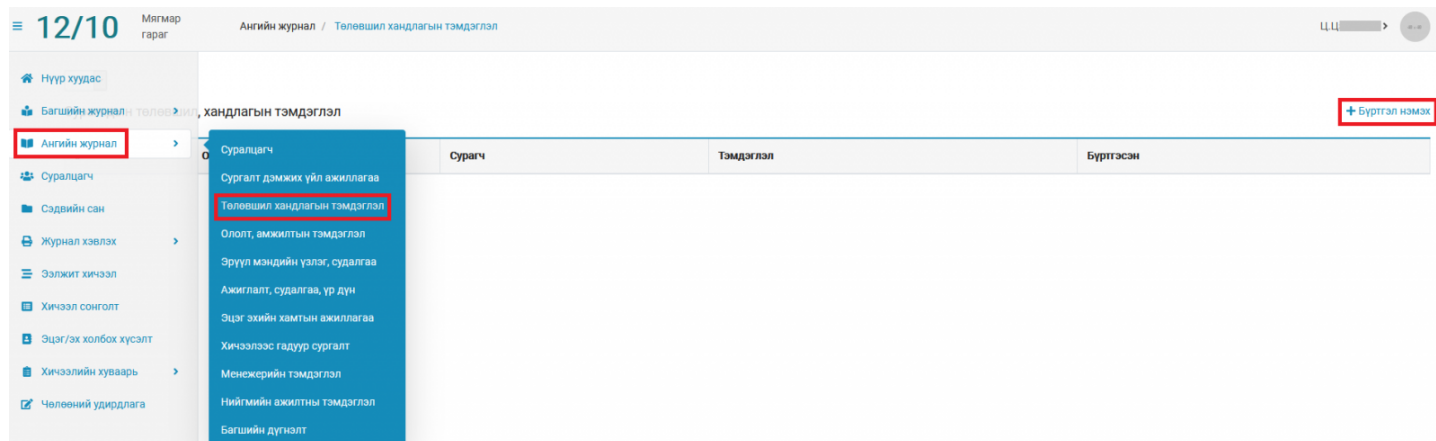 12/10
Мягмар
гараг
Ангийн журнал / Төлөвшил хандлагын тэмдэглэл
Ц.Ц
Нүүр хуудас
Багшийн журнал
төлөвшил, хандлагын тэмдэглэл
+ Бүртгэл нэмэх
Ангийн журнал
Суралцагч
Сэдвийн сан
Журнал хэвлэх
Ээлжит хичээл
Хичээл сонголт
Эцэг/эх холбох хүсэлт
Хичээлийн хуваарь
Чөлөөний удирдлага
Суралцагч
Сургалт дэмжих үйл ажиллагаа
Төлөвшил хандлагын тэмдэглэл
Ололт, амжилтын тэмдэглэл
Эрүүл мэндийн үзлэг, судалгаа
Ажиглалт, судалгаа, үр дүн
Эцэг эхийн хамтын ажиллагаа
Хичээлээс гадуур сургалт
Менежерийн тэмдэглэл
Нийгмийн ажилтны тэмдэглэл
Багшийн дүгнэлт
Сурагч
Тэмдэглэл
Бүртгэсэн